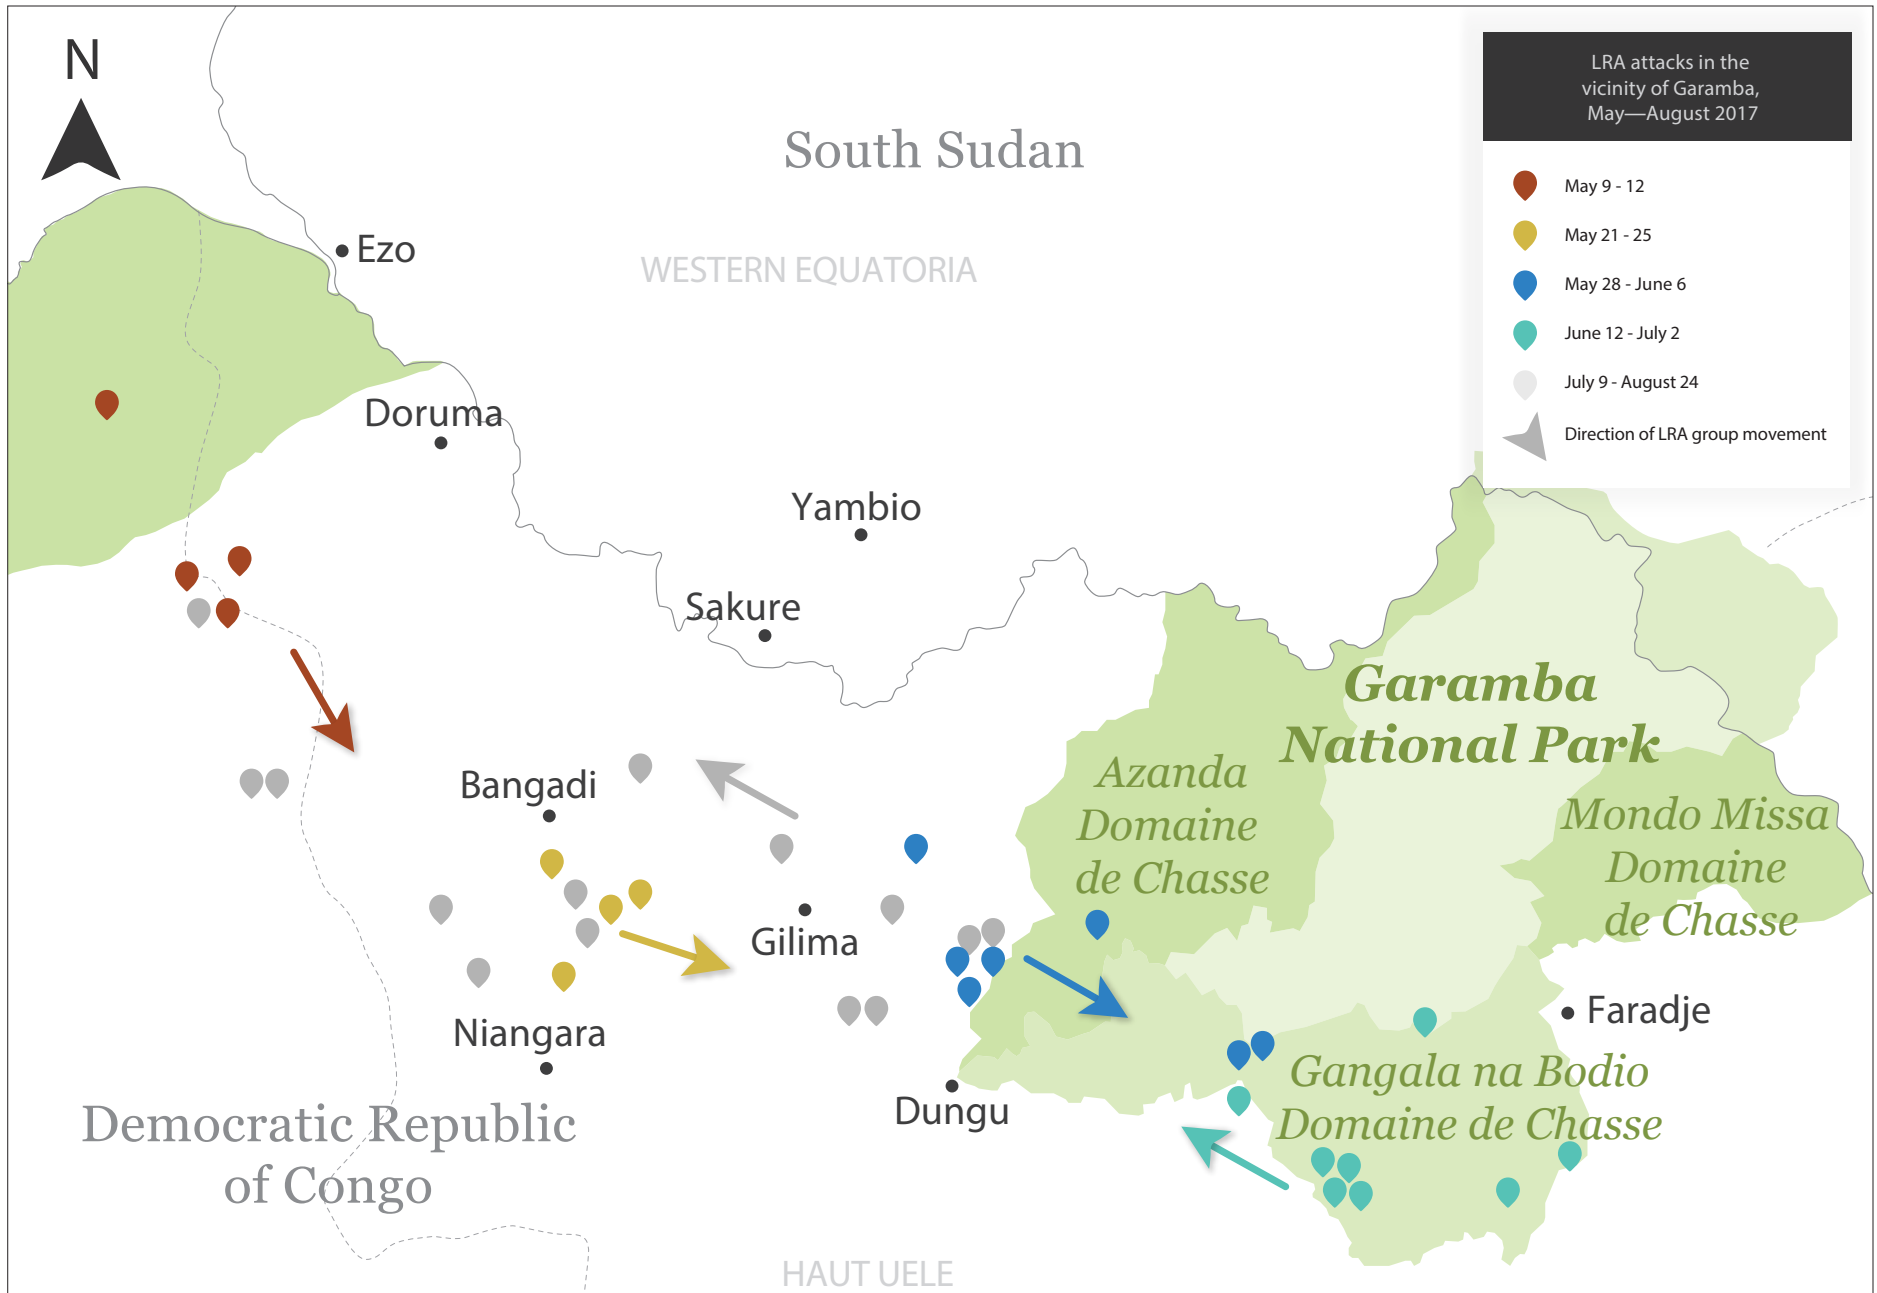 N
LRA attacks in the
vicinity of Garamba,
May—August 2017
May 9 - 12
May 21 - 25
May 28 - June 6
June 12 - July 2
July 9 - August 24
Direction of LRA group movement
South Sudan
Ezo
WESTERN EQUATORIA
Doruma
Yambio
Sakure
Garamba
National Park
Azanda
Domaine
de Chasse
Mondo Missa
Domaine
de Chasse
Bangadi
Gilima
Niangara
Faradje
Gangala na Bodio
Domaine de Chasse
Dungu
Democratic Republic
of Congo
HAUT UELE